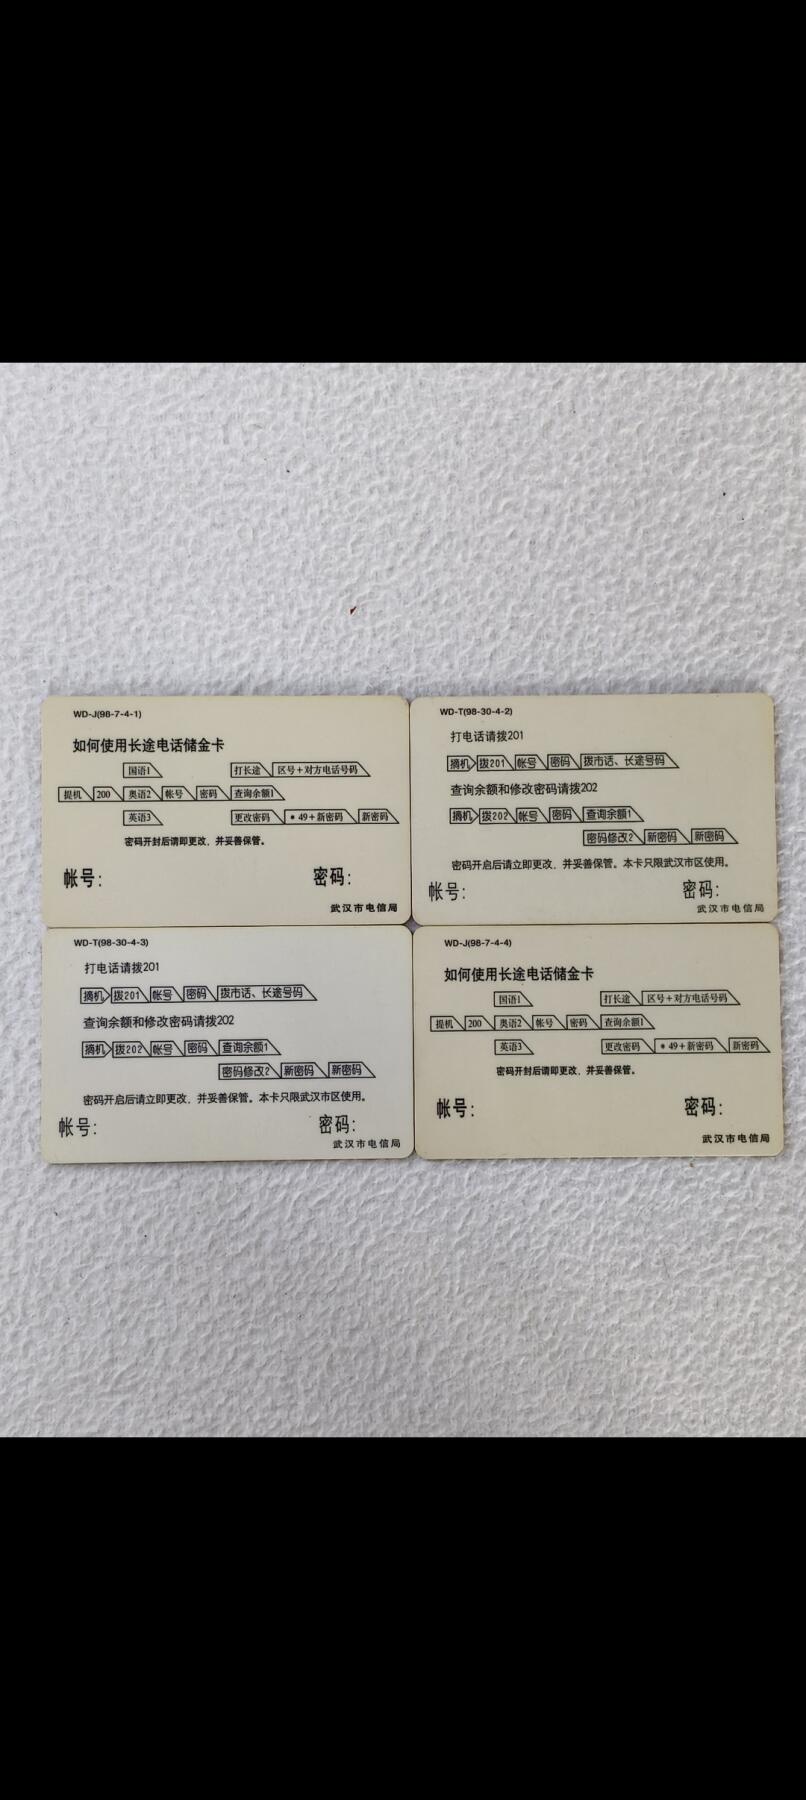 WD-J(98-7-4-1)
如何使用长途电话储金卡
国语1 打长途 区号+对方电话号码
提机 200 奥语2 帐号 密码 查询余额1
英语3 更改密码 *49+新密码 新密码
密码开封后请即更改，并妥善保管。
帐号： 密码：
武汉市电信局
WD-T(98-30-4-2)
打电话请拨201
摘机 拨201 帐号 密码 拨市话、长途号码
查询余额和修改密码请拨202
摘机 拨202 帐号 密码 查询余额1
密码修改2 新密码 新密码
密码开启后请立即更改，并妥善保管。本卡只限武汉市区使用。
帐号： 密码：
武汉市电信局
WD-T(98-30-4-3)
打电话请拨201
摘机 拨201 帐号 密码 拨市话、长途号码
查询余额和修改密码请拨202
摘机 拨202 帐号 密码 查询余额1
密码修改2 新密码 新密码
密码开启后请立即更改，并妥善保管。本卡只限武汉市区使用。
帐号： 密码：
武汉市电信局
WD-J(98-7-4-4)
如何使用长途电话储金卡
国语1 打长途 区号+对方电话号码
提机 200 奥语2 帐号 密码 查询余额1
英语3 更改密码 *49+新密码 新密码
密码开封后请即更改，并妥善保管。
帐号： 密码：
武汉市电信局